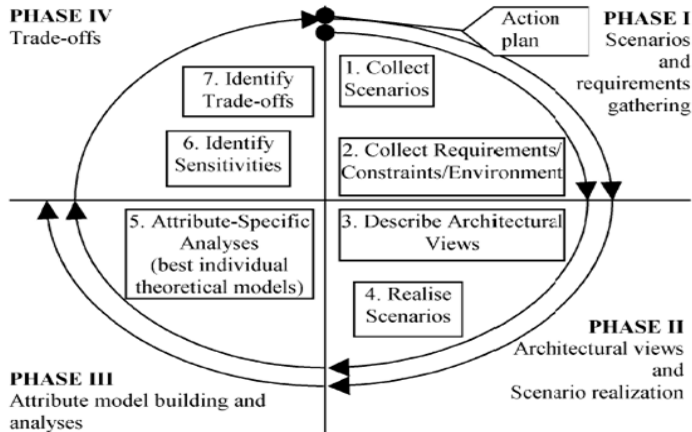 PHASE IV
Trade-offs
Action
plan
PHASE I
Scenarios
and
requirements
gathering
7. Identify
Trade-offs
1. Collect
Scenarios
6. Identify
Sensitivities
2. Collect Requirements/
Constraints/Environment
5. Attribute-Specific
Analyses
(best individual
theoretical models)
3. Describe Architectural
Views
4. Realise
Scenarios
PHASE III
Attribute model building and
analyses
PHASE II
Architectural views
and
Scenario realization